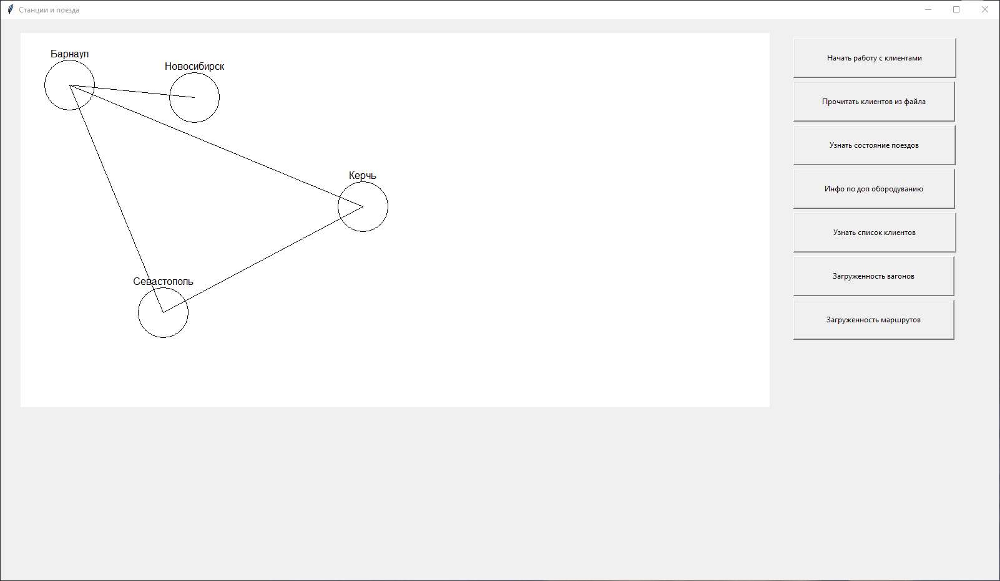 Станции и поезда
Барнаул
Новосибирск
Керчь
Севастополь
Начать работу с клиентами
Прочитать клиентов из файла
Узнать состояние поездов
Инфо по доп обородуванию
Узнать список клиентов
Загруженность вагонов
Загруженность маршрутов